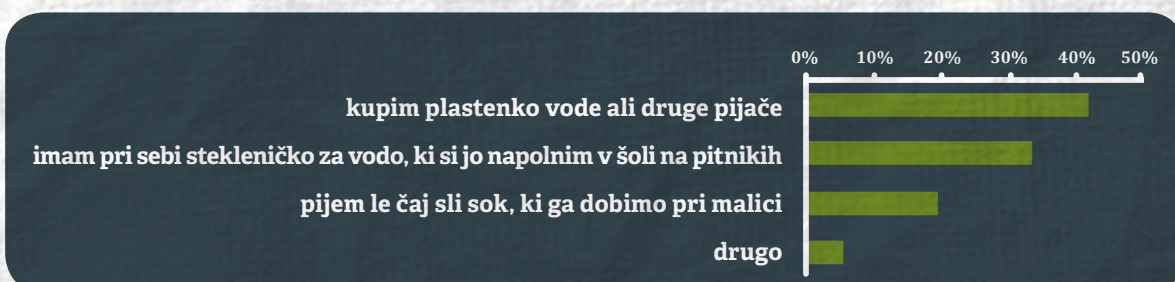 0% 10% 20% 30% 40% 50%
kupim plastenko vode ali druge pijače
imam pri sebi stekleničko za vodo, ki si jo napolnim v šoli na pitnikih
pijem le čaj sli sok, ki ga dobimo pri malici
drugo